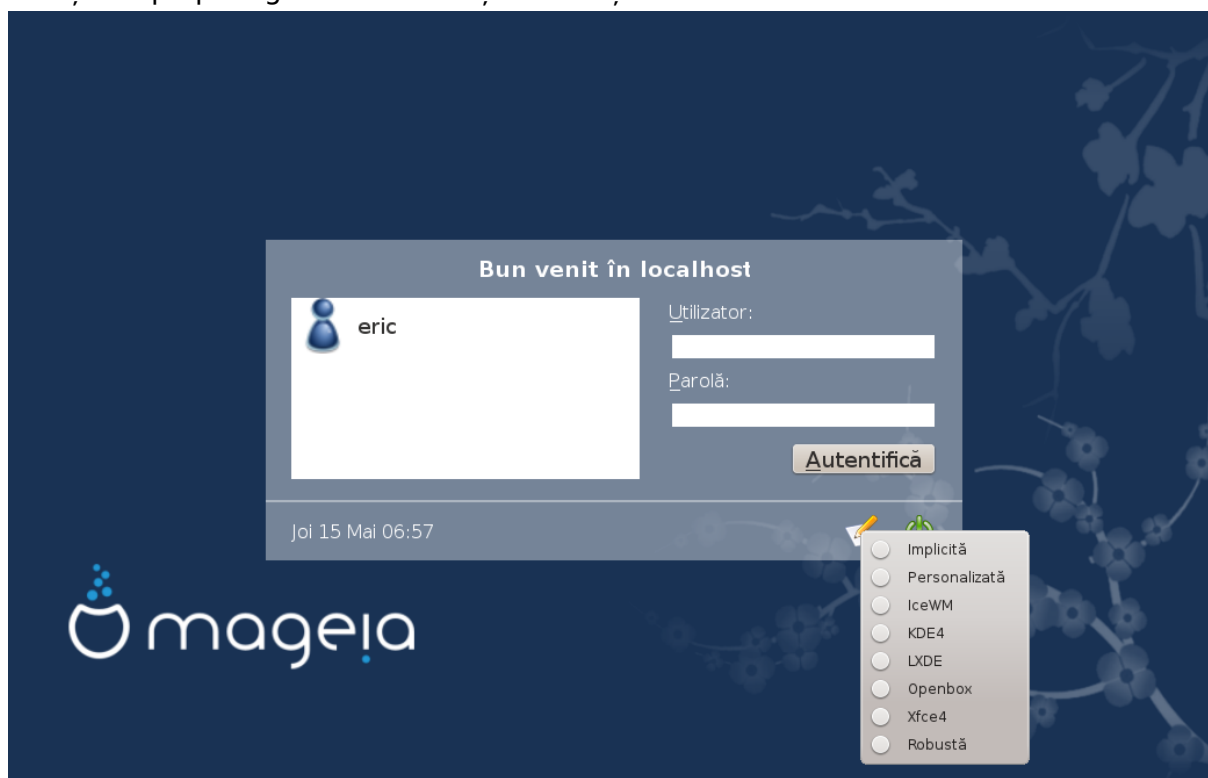 Bun venit în localhost
eric
Utilizator:
Parolă:
Autentifică
Joi 15 Mai 06:57
Implicită
Personalizată
IceWM
KDE4
LXDE
Openbox
Xfce4
Robustă
mageia